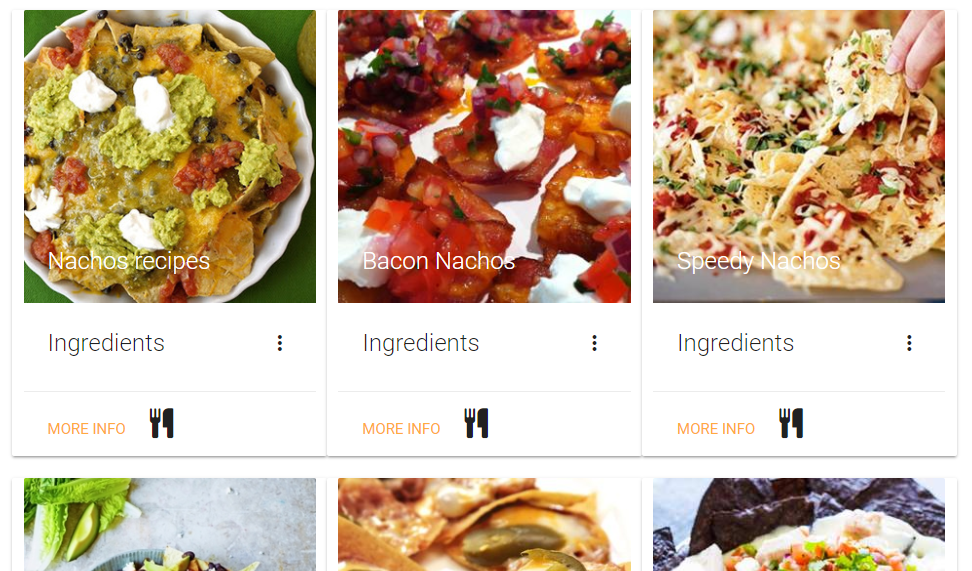 Nachos recipes
Bacon Nachos
Speedy Nachos
Ingredients
Ingredients
Ingredients
MORE INFO
MORE INFO
MORE INFO